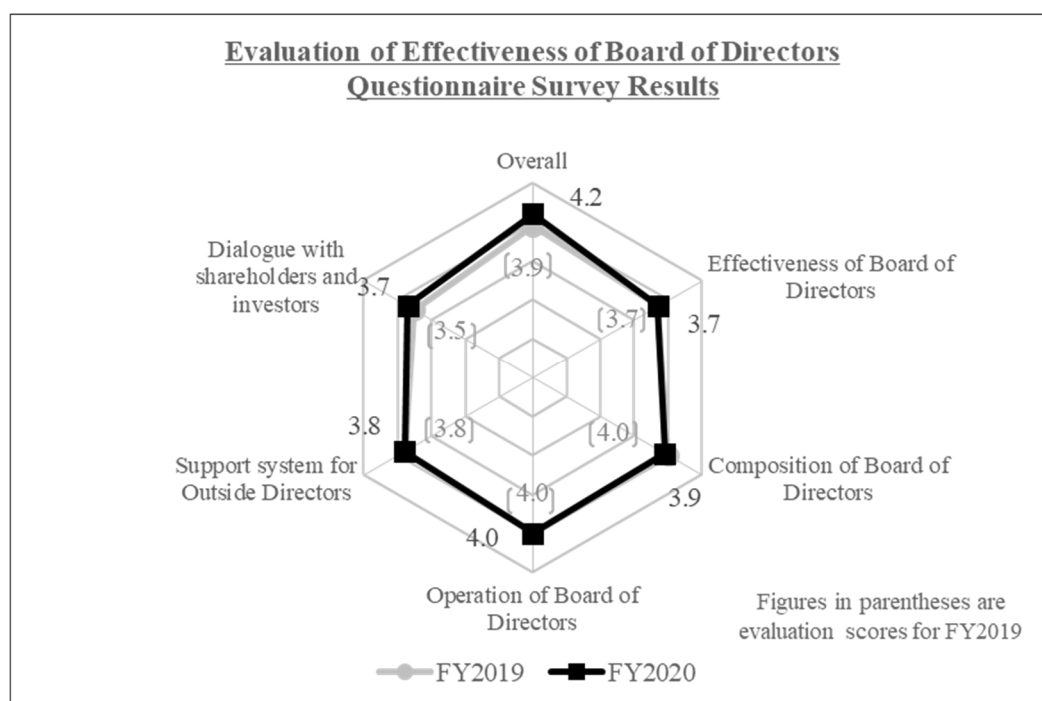 Evaluation of Effectiveness of Board of Directors
Questionnaire Survey Results
Overall
4.2
(3.9)
Dialogue with
shareholders and
investors
3.7
(3.5)
Effectiveness of Board of
Directors
(3.7)
3.7
3.8
(3.8)
Support system for
Outside Directors
(4.0)
Composition of Board of
Directors
3.9
(4.0)
4.0
Operation of Board of
Directors
Figures in parentheses are
evaluation scores for FY2019
FY2019
FY2020